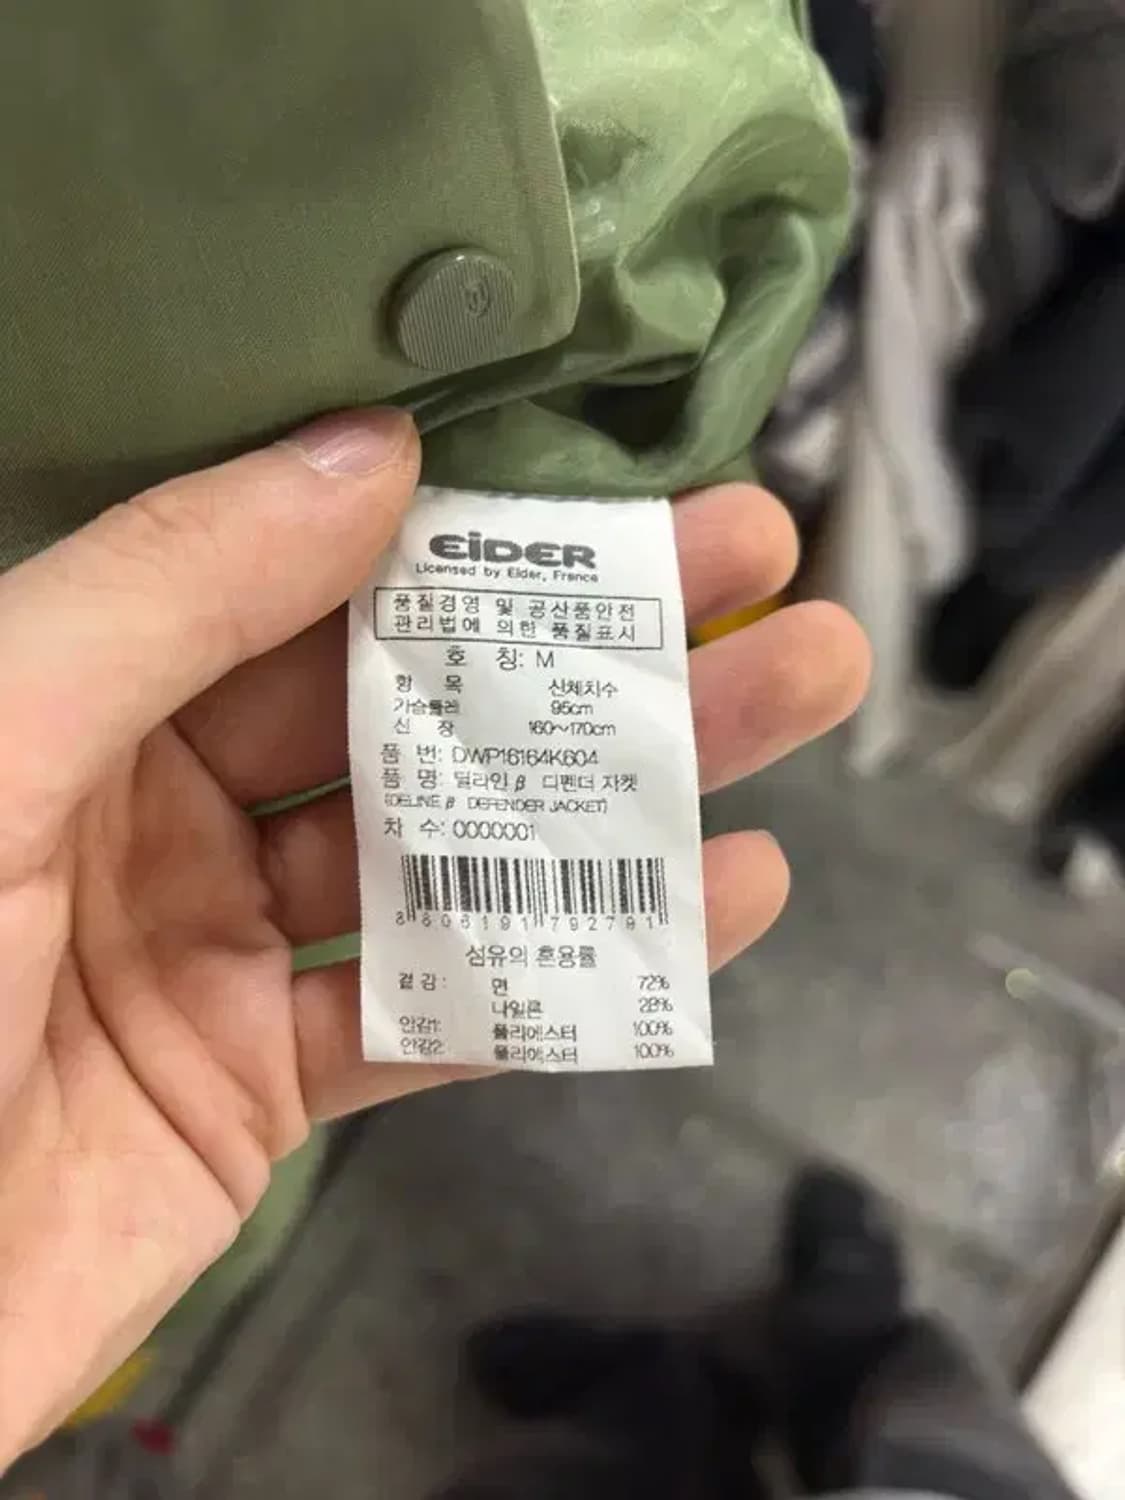 EiDER
Licensed by Eider, France
품질경영 및 공산품안전
관리법에 의한 품질표시
호 칭: M
항 목 신체치수
가슴둘레 95cm
신 장 160~170cm
품 번: DWP16164K604
품 명: 딜라인 β 디펜더 자켓
(DELINE β DEFENDER JACKET)
차 수: 0000001
8 806191 792791
섬유의 혼용률
겉감: 면 72%
나일론 28%
안감1: 폴리에스터 100%
안감2: 폴리에스터 100%